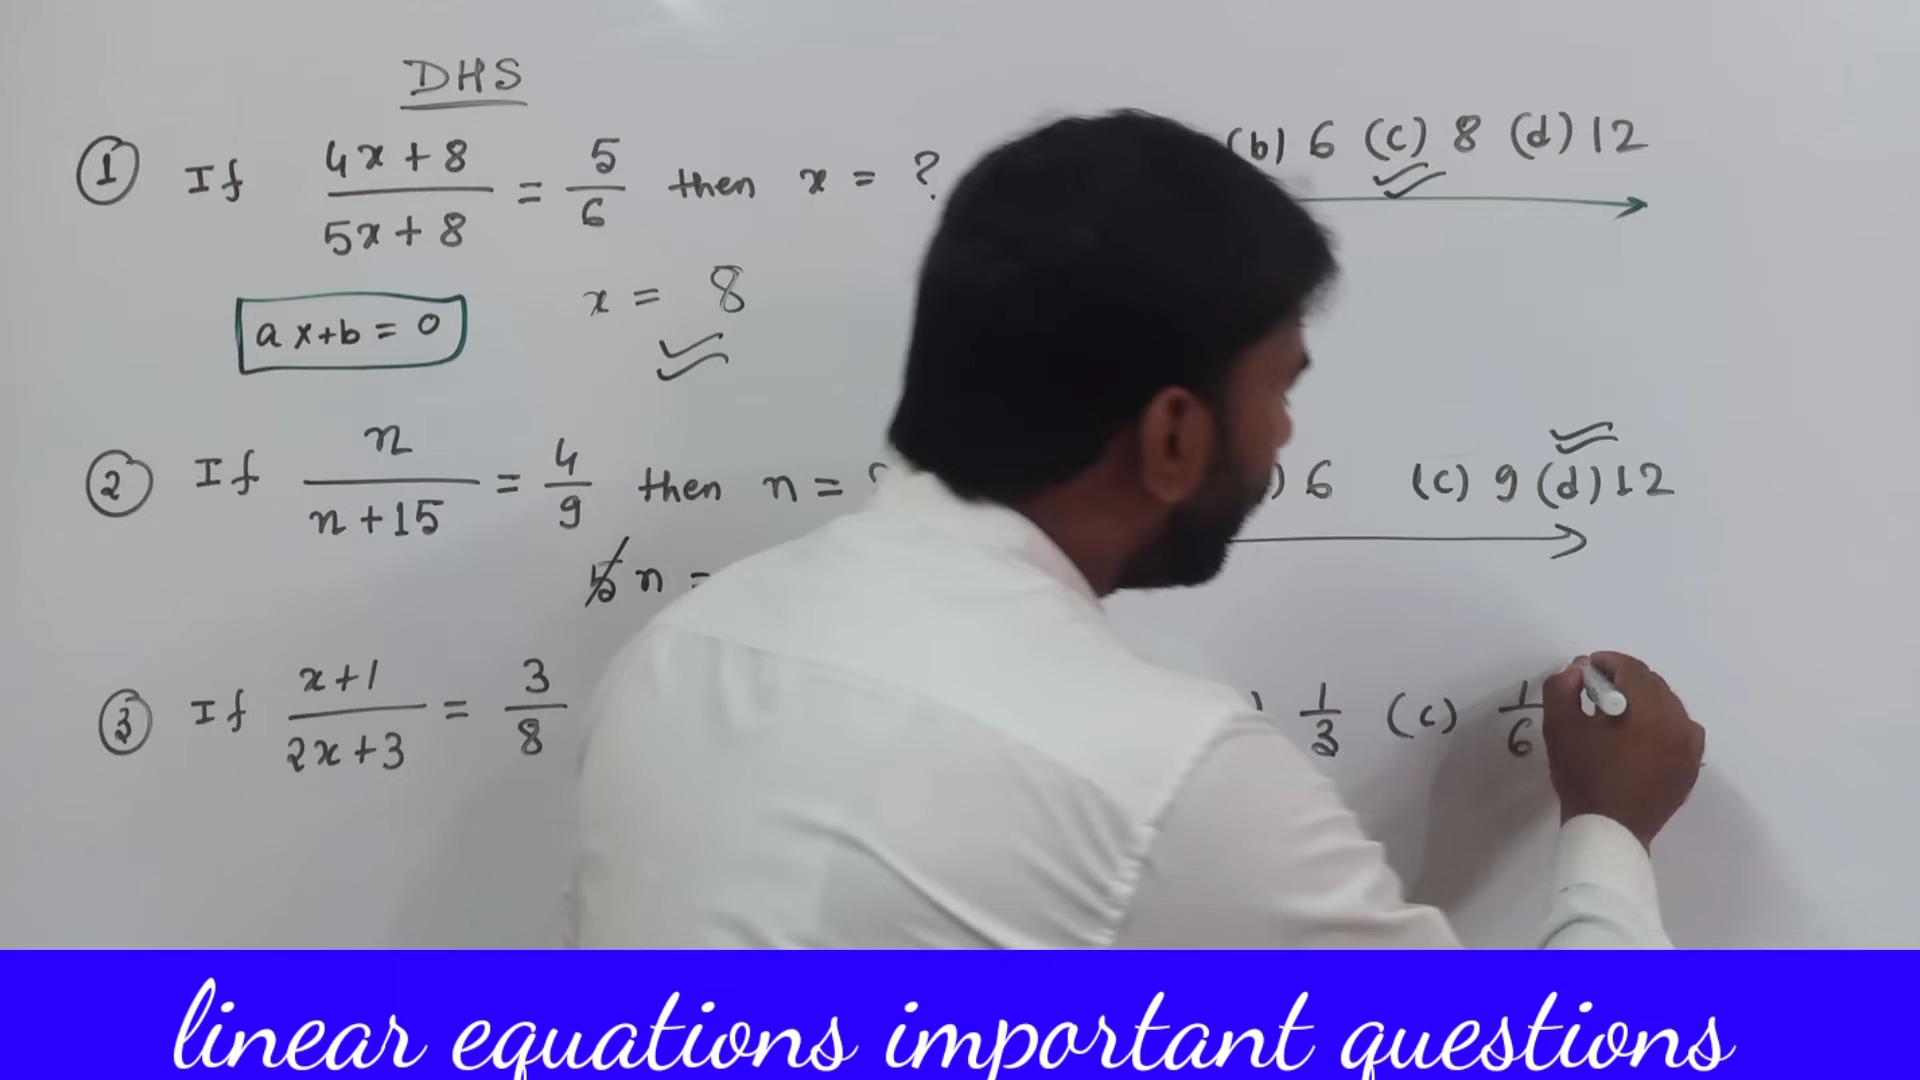 DHS
① If 4x+8 / 5x+8 = 5/6 then x = ? (b) 6 (c) 8 (d) 12
ax+b = 0
x = 8
② If n / n+15 = 4/9 then n = ? ) 6 (c) 9 (d) 12
n =
③ If x+1 / 2x+3 = 3/8 ) 1/3 (c) 1/6
linear equations important questions